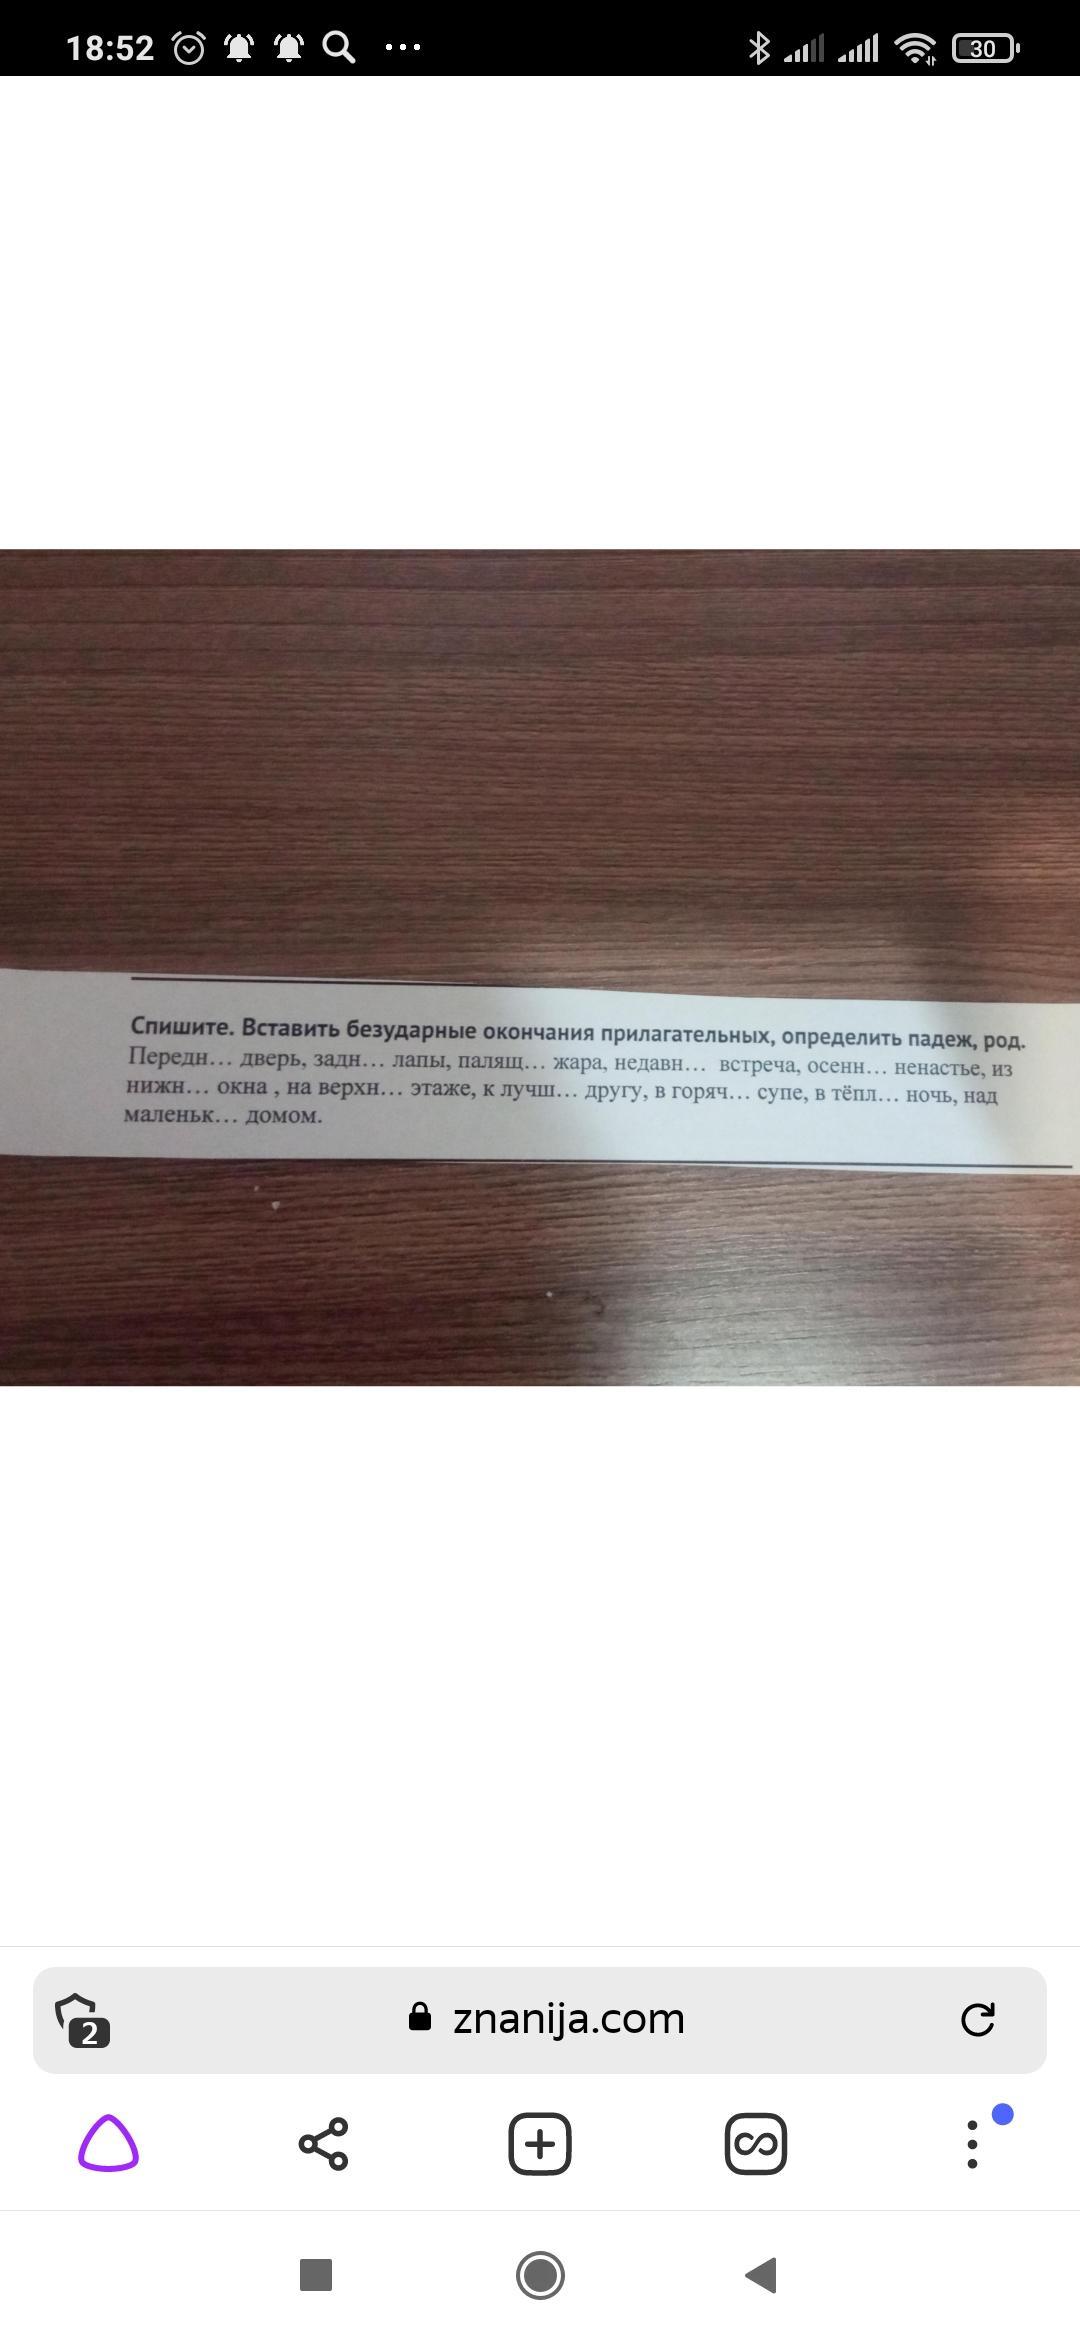 18:52
30
Спишите. Вставить безударные окончания прилагательных, определить падеж, род.
Передн... дверь, задн... лапы, палящ... жара, недавн... встреча, осенн... ненастье, из
нижн... окна , на верхн... этаже, к лучш... другу, в горяч... супе, в тёпл... ночь, над
маленьк... домом.
2
znanija.com